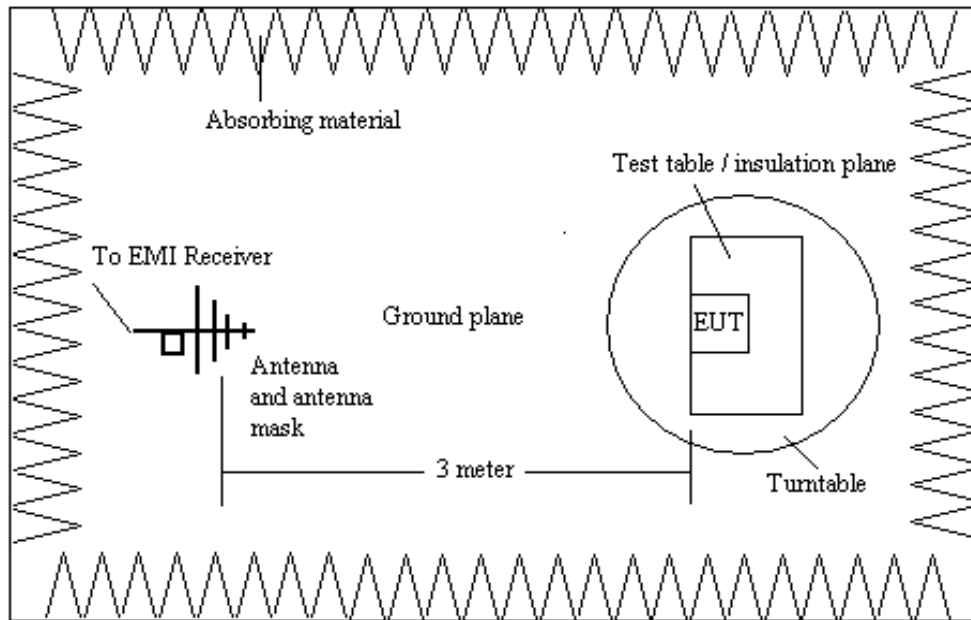 Absorbing material
Test table / insulation plane
To EMI Receiver
Ground plane
EUT
Antenna
and antenna
mask
3 meter
Turntable